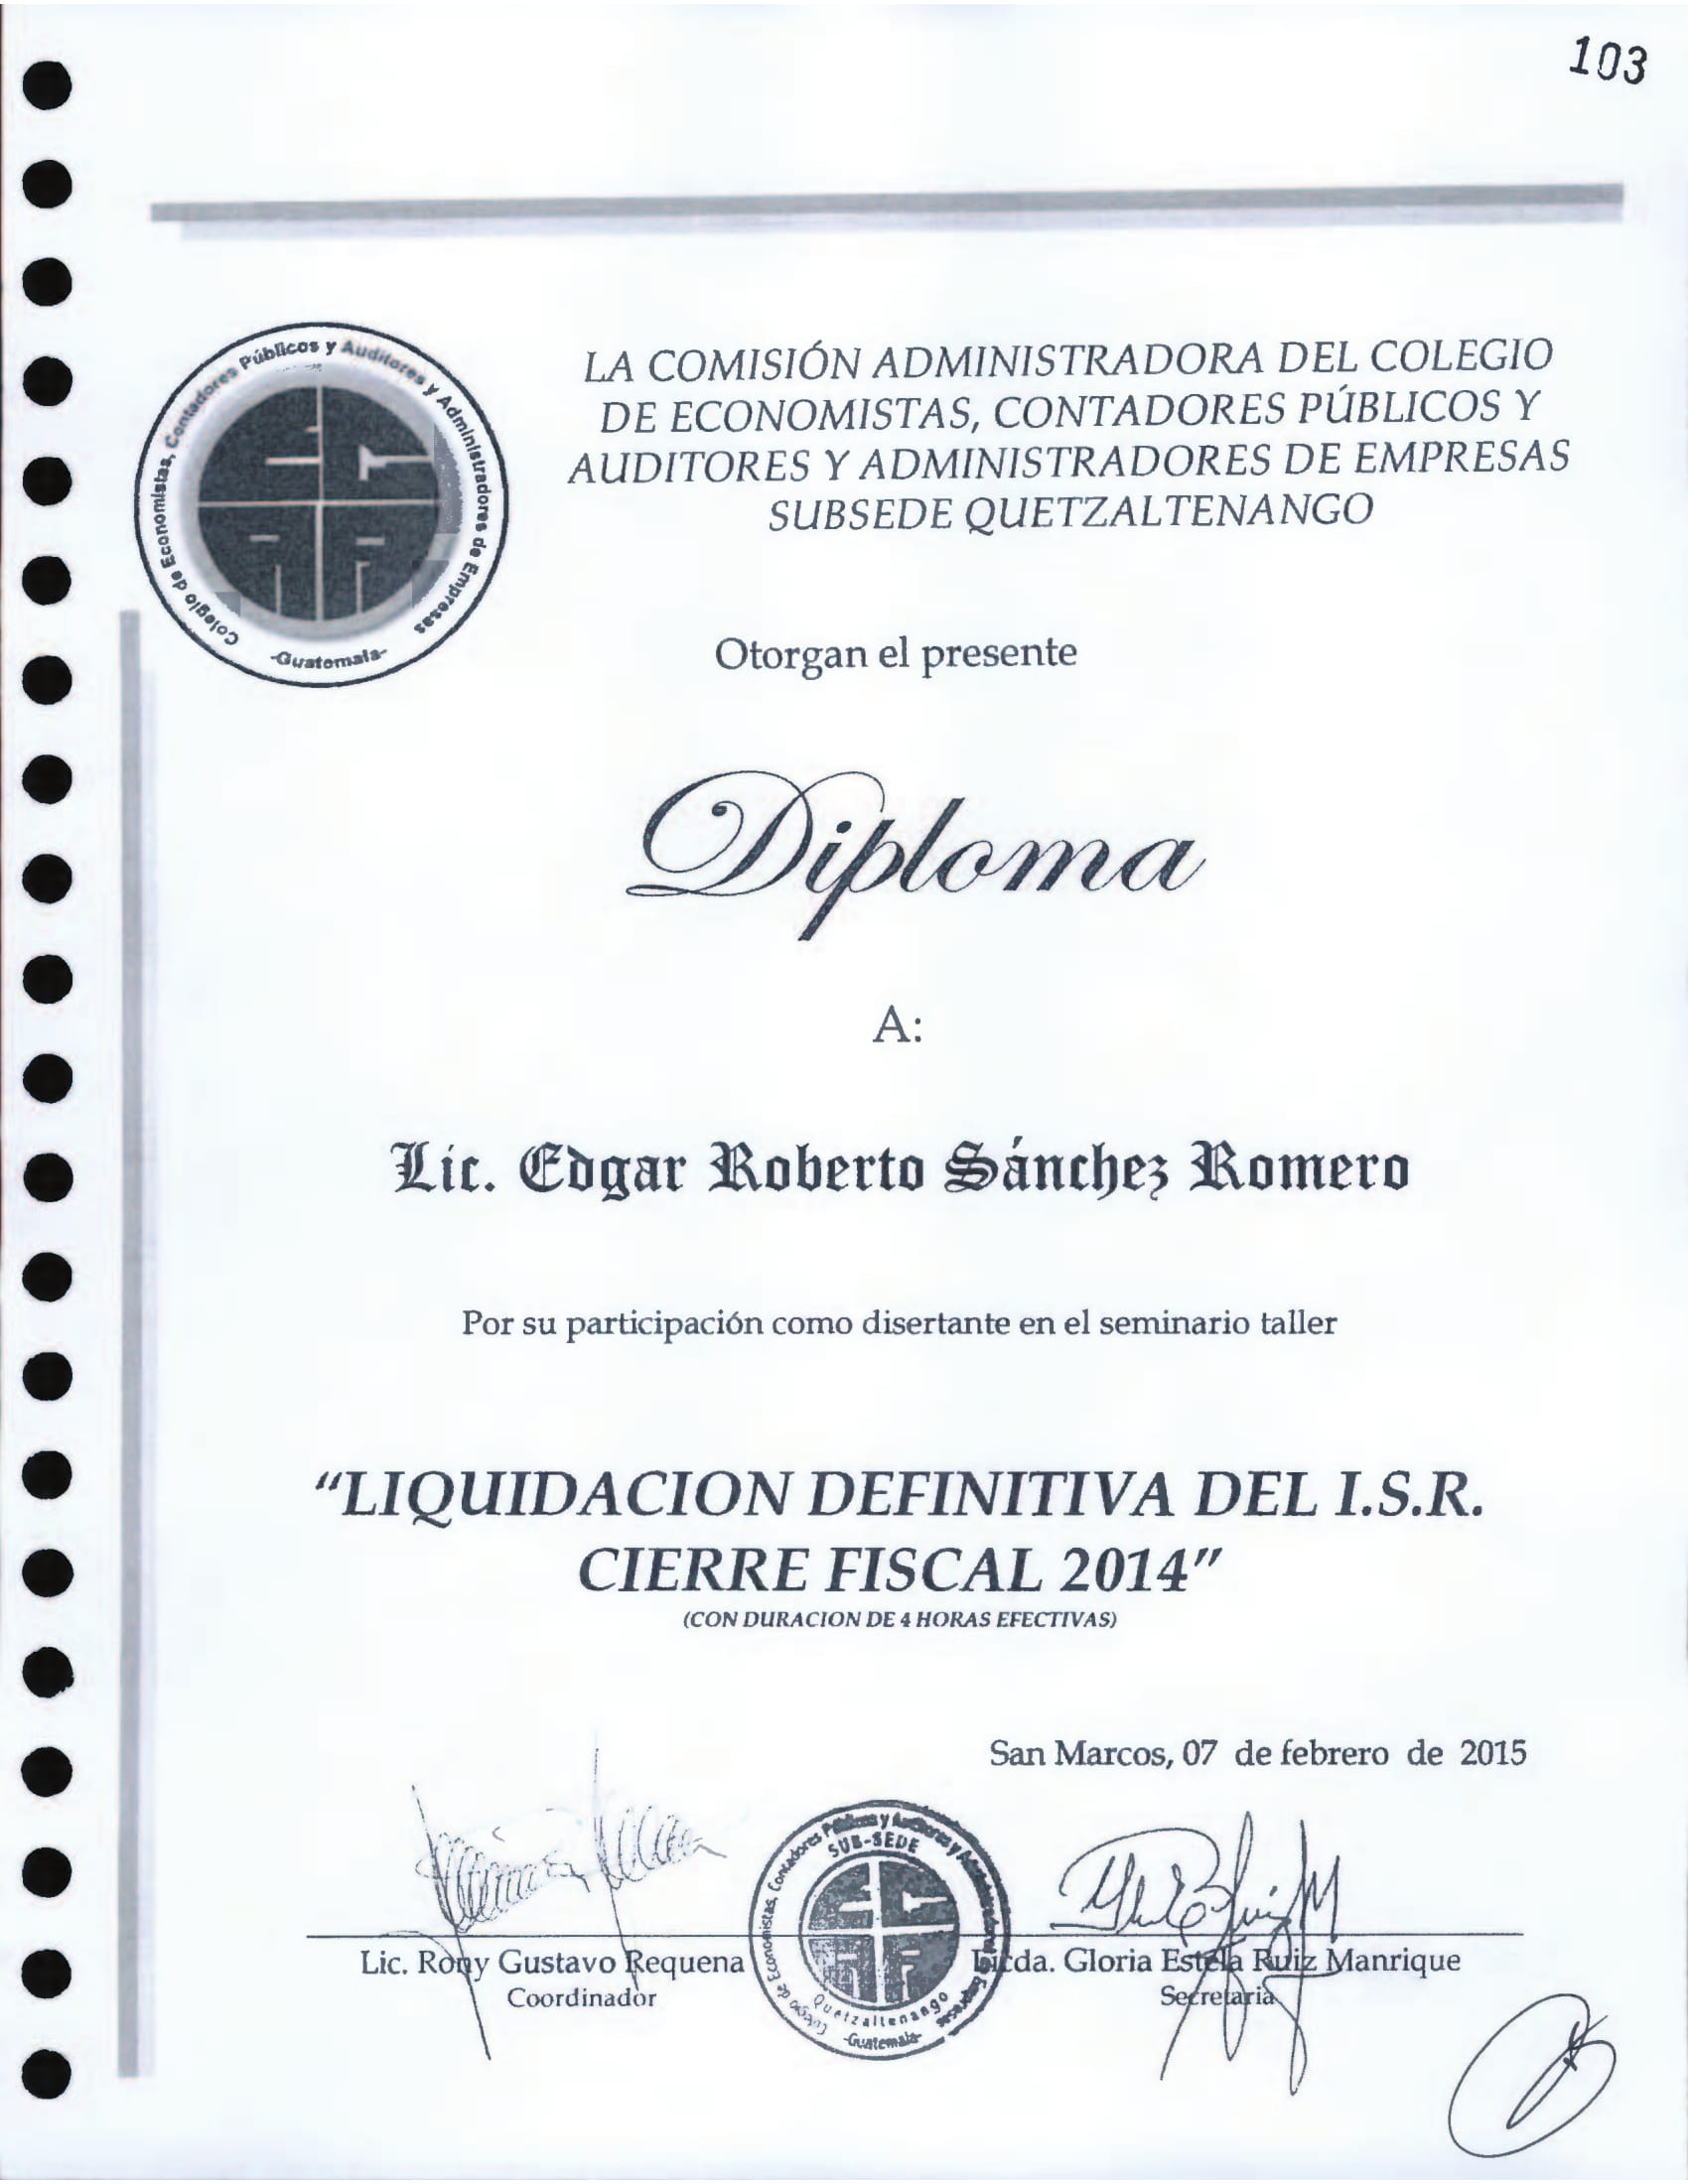 103
Colegio de Economistas, Contadores Públicos y Auditores y Administradores de Empresas
-Guatemala-
LA COMISIÓN ADMINISTRADORA DEL COLEGIO
DE ECONOMISTAS, CONTADORES PÚBLICOS Y
AUDITORES Y ADMINISTRADORES DE EMPRESAS
SUBSEDE QUETZALTENANGO
Otorgan el presente
Diploma
A:
Lic. Edgar Roberto Sánchez Romero
Por su participación como disertante en el seminario taller
“LIQUIDACION DEFINITIVA DEL I.S.R.
CIERRE FISCAL 2014”
(CON DURACION DE 4 HORAS EFECTIVAS)
San Marcos, 07 de febrero de 2015
Lic. Rony Gustavo Requena
Coordinador
Colegio de Economistas, Contadores Públicos y Auditores y Administradores de Empresas
SUB-SEDE
Quetzaltenango
-Guatemala-
Licda. Gloria Estela Ruiz Manrique
Secretaria